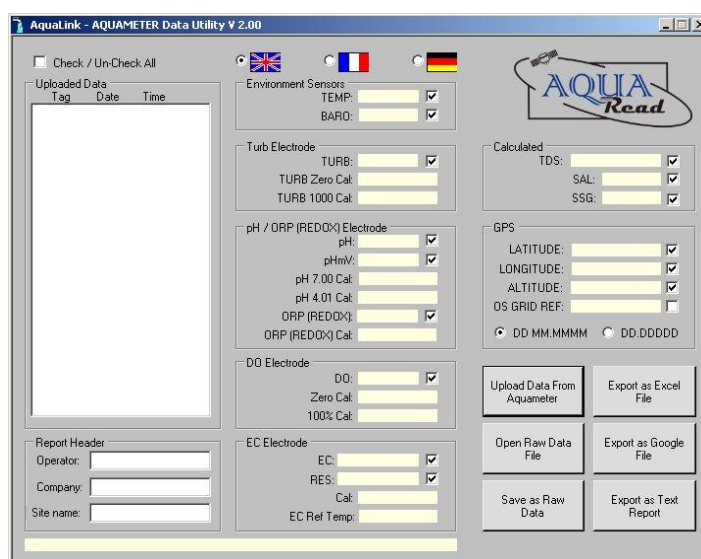 AquaLink - AQUAMETER Data Utility V 2.00
Check / Un-Check All
Uploaded Data
Tag Date Time
Report Header
Operator:
Company:
Site name:
Environment Sensors
TEMP:
BARO:
Turb Electrode
TURB:
TURB Zero Cal:
TURB 1000 Cal:
pH / ORP (REDOX) Electrode
pH:
pHmV:
pH 7.00 Cal:
pH 4.01 Cal:
ORP (REDOX):
ORP (REDOX) Cal:
DO Electrode
DO:
Zero Cal:
100% Cal:
EC Electrode
EC:
RES:
Cal:
EC Ref Temp:
AQUA
Read
Calculated
TDS:
SAL:
SSG:
GPS
LATITUDE:
LONGITUDE:
ALTITUDE:
OS GRID REF:
DD MM.MMMM DD.DDDDD
Upload Data From
Aquameter
Export as Excel
File
Open Raw Data
File
Export as Google
File
Save as Raw
Data
Export as Text
Report